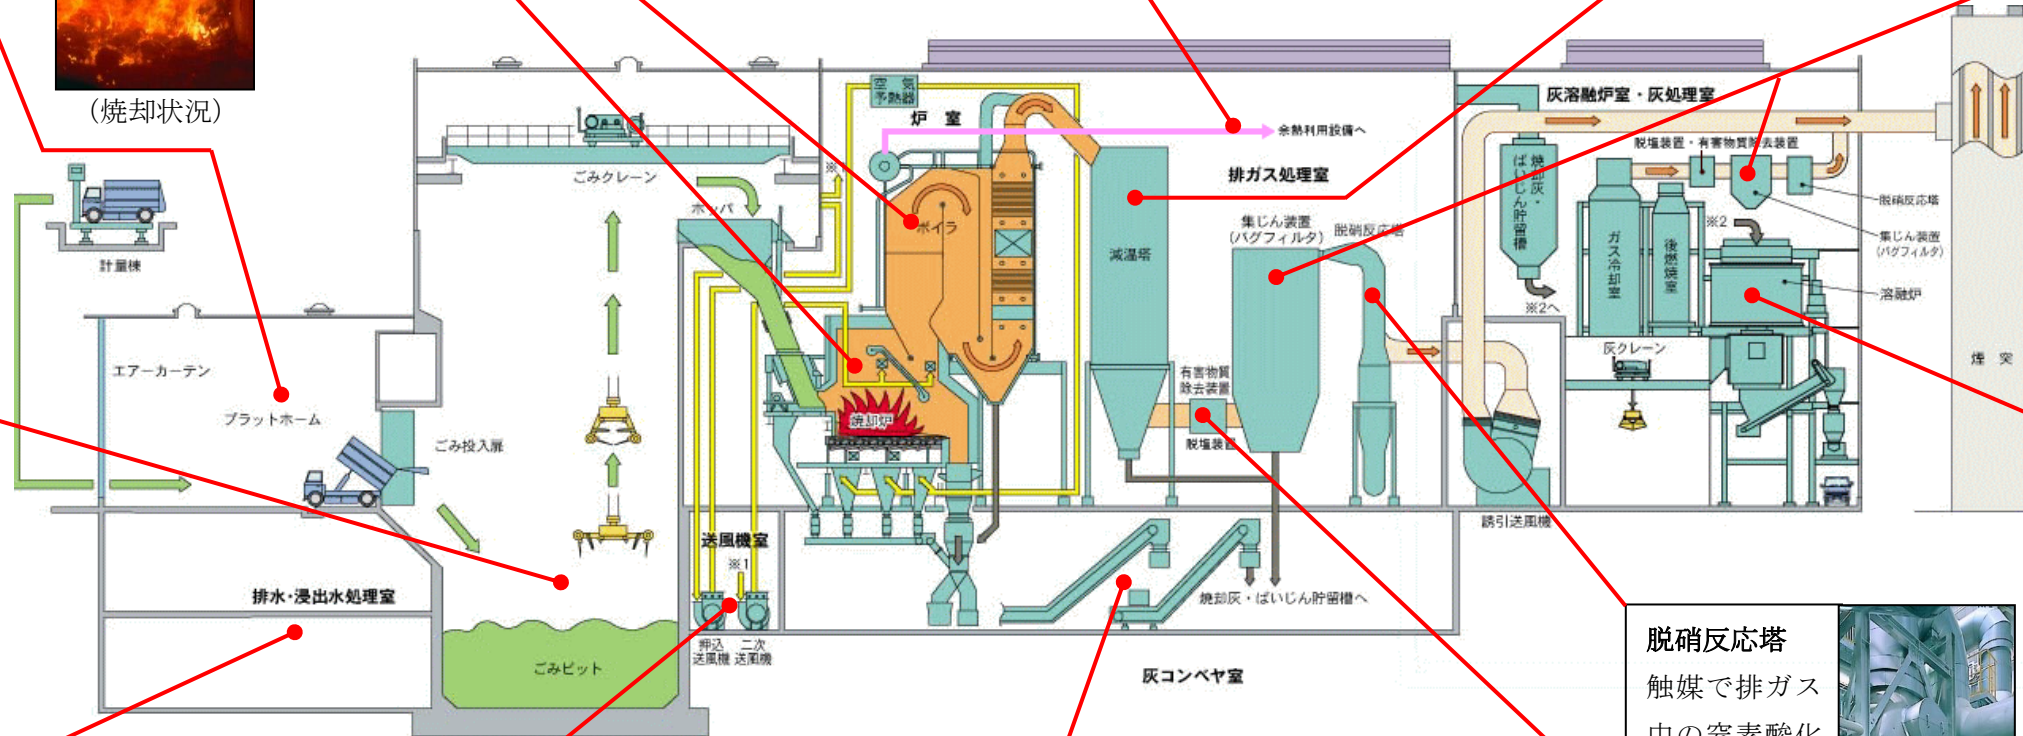 (焼却状況)
空気
予熱器
炉室
余熱利用設備へ
灰溶融炉室・灰処理室
脱塩装置・有害物質除去装置
ごみクレーン
※1
ホッパ
ボイラ
排ガス処理室
減温塔
集じん装置
(バグフィルタ)
脱硝反応塔
焼却灰・
ばいじん貯留槽
※2へ
ガス冷却室
後燃焼室
※2
脱硝反応塔
集じん装置
(バグフィルタ)
溶融炉
灰クレーン
煙突
計量棟
エアーカーテン
プラットホーム
ごみ投入扉
焼却炉
有害物質
除去装置
脱塩装置
誘引送風機
送風機室
※1
押込
送風機
二次
送風機
排水・浸出水処理室
ごみピット
焼却灰・ばいじん貯留槽へ
灰コンベヤ室
脱硝反応塔
触媒で排ガス
中の窒素酸化